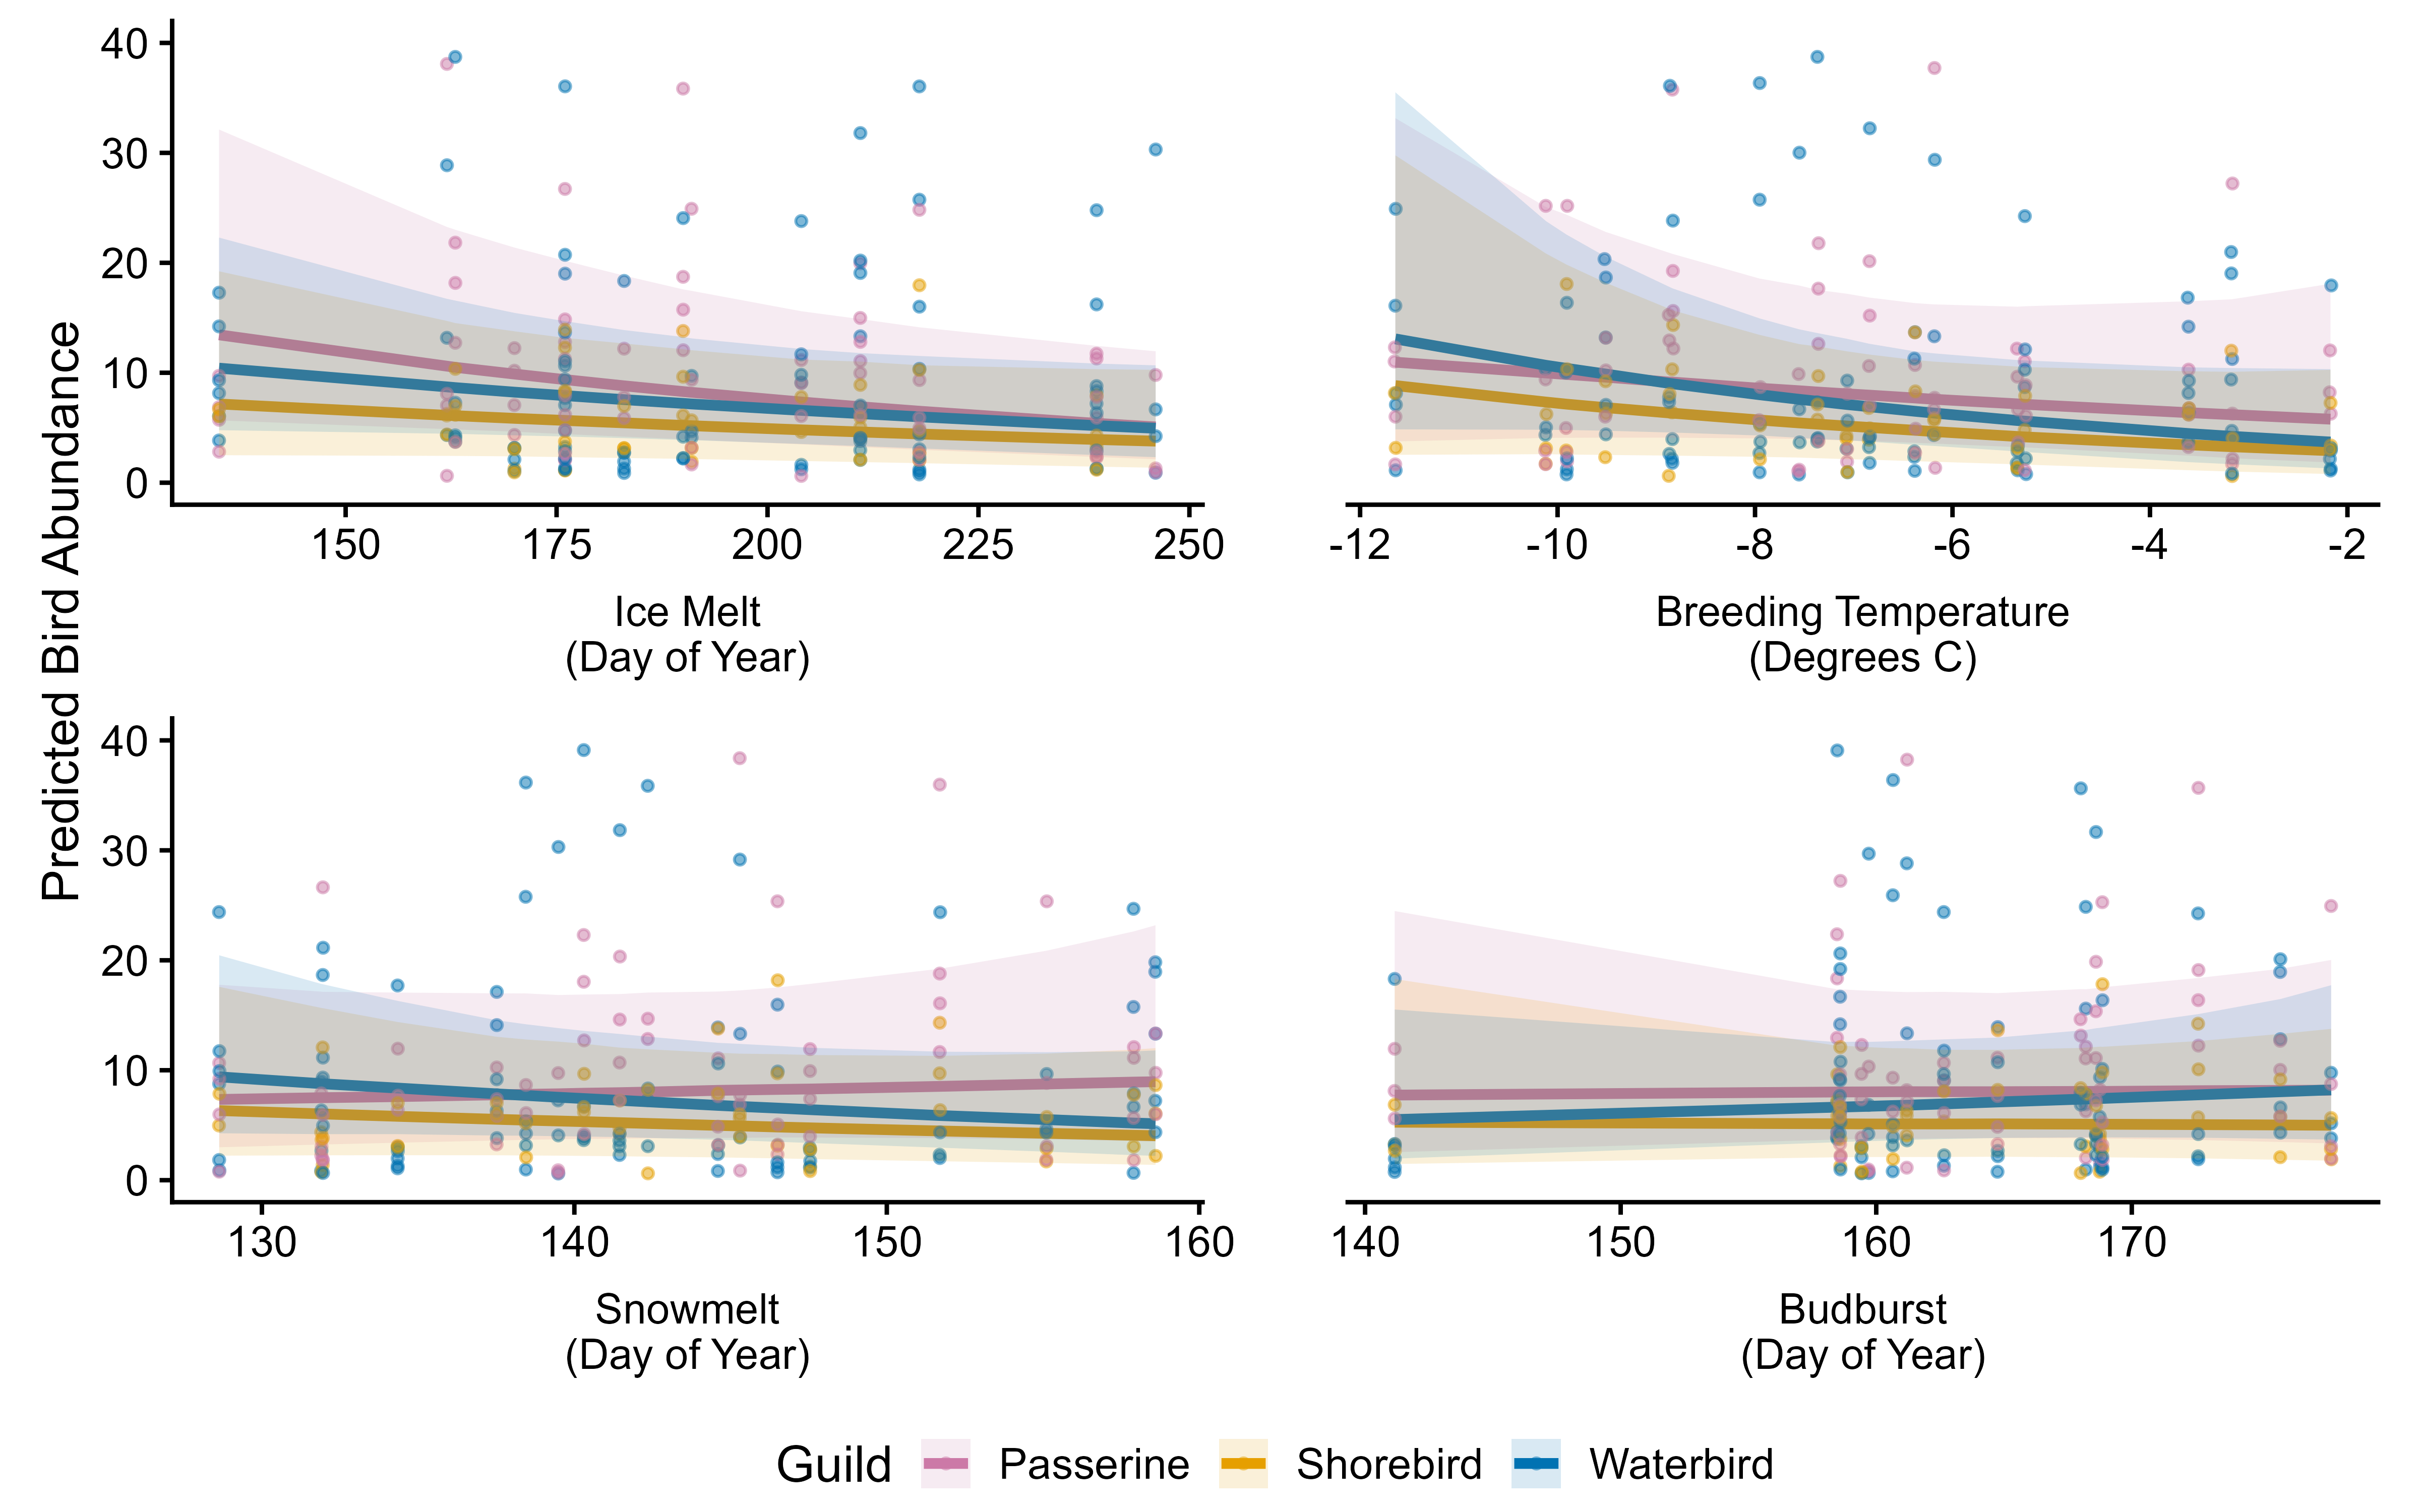 Predicted Bird Abundance
40
30
20
10
0
150 175 200 225 250
Ice Melt
(Day of Year)
-12 -10 -8 -6 -4 -2
Breeding Temperature
(Degrees C)
40
30
20
10
0
130 140 150 160
Snowmelt
(Day of Year)
140 150 160 170
Budburst
(Day of Year)
Guild Passerine Shorebird Waterbird